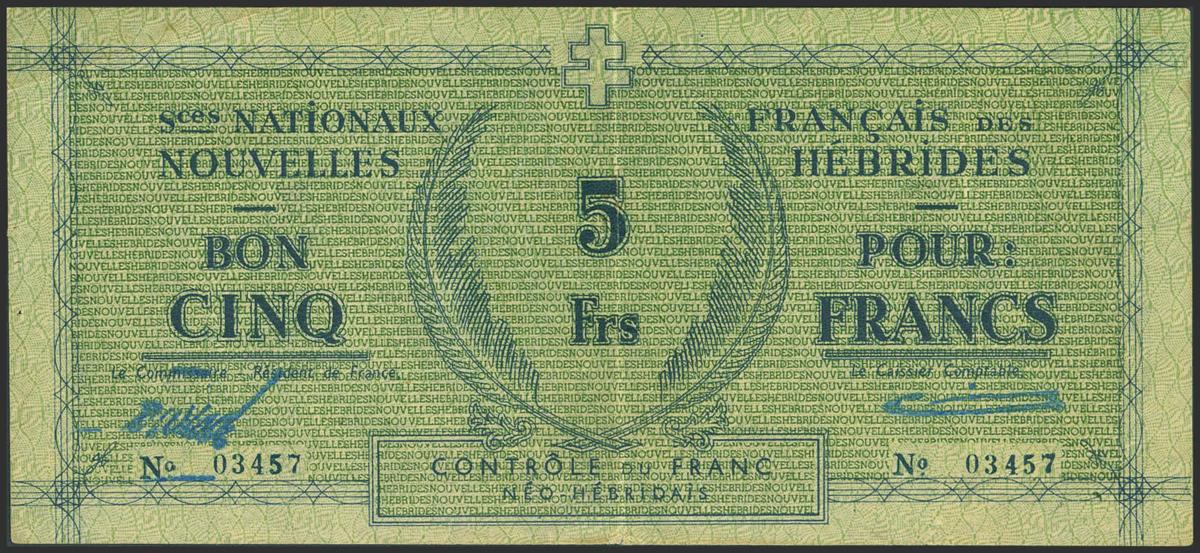 Sces NATIONAUX FRANÇAIS DES
NOUVELLES HÉBRIDES
BON POUR:
CINQ FRANCS
5
Frs
Le Commissaire Résident de France
Le Caissier Comptable
No 03457
No 03457
CONTRÔLE DU FRANC
NÉO-HÉBRIDAIS